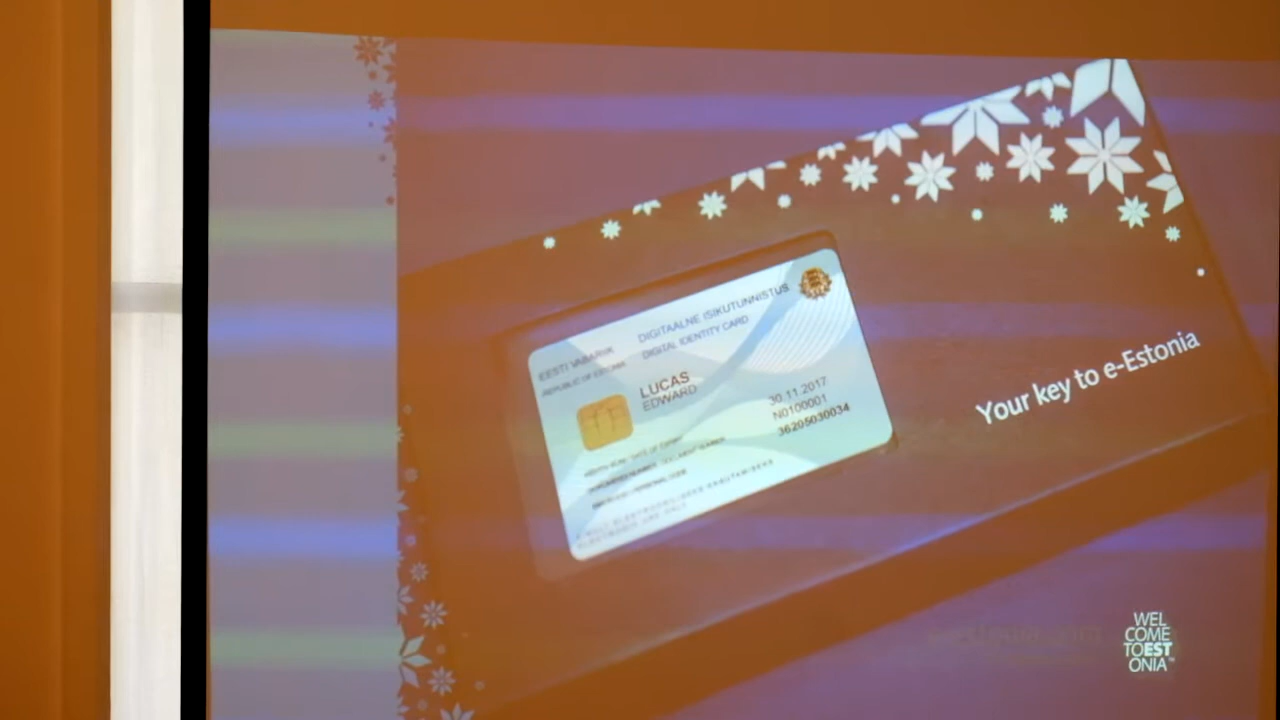 EESTI VABARIIK
REPUBLIC OF ESTONIA
DIGITAALNE ISIKUTUNNISTUS
DIGITAL IDENTITY CARD
LUCAS
EDWARD
30.11.2017
N0100001
36205030034
Your key to e-Estonia
WEL
COME
TOEST
ONIA™